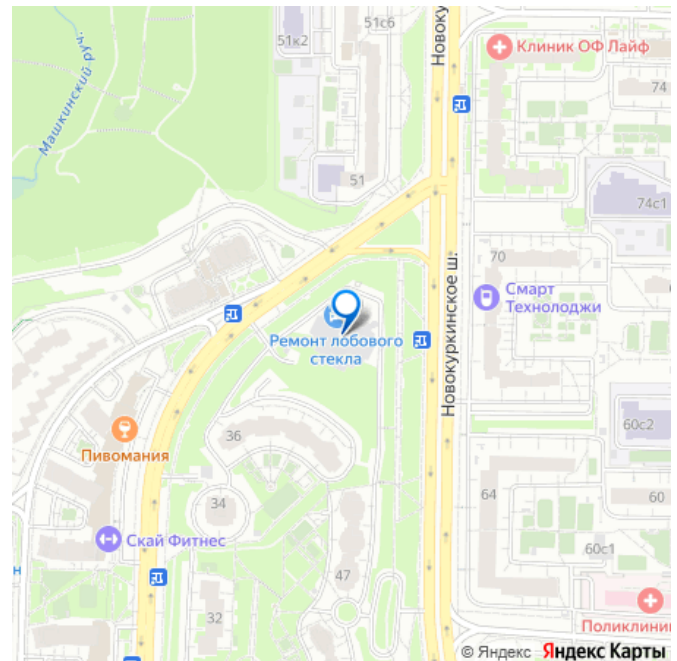 51с6
51к2
Новоку
Клиник ОФ Лайф
74
Машкинский руч.
51
74с1
70
Новокуркинское ш.
Смарт
Технолоджи
Ремонт лобового
стекла
36
Пивомания
60с2
34
64
60
Скай Фитнес
60с1
47
н
32
Поликлиник
© Яндекс Яндекс Карты